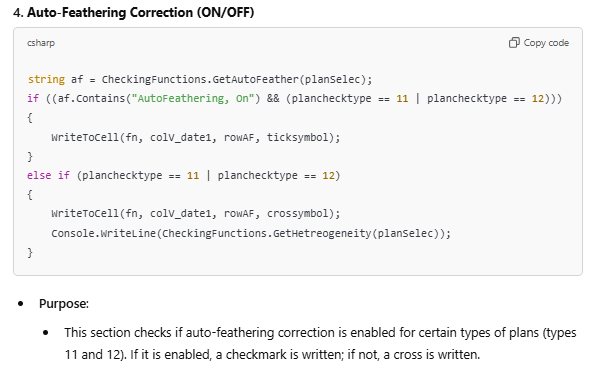 4. Auto-Feathering Correction (ON/OFF)
csharp
Copy code
string af = CheckingFunctions.GetAutoFeather(planSelec);
if ((af.Contains("AutoFeathering, On") && (planchecktype == 11 | planchecktype == 12)))
{
WriteToCell(fn, colV_date1, rowAF, ticksymbol);
}
else if (planchecktype == 11 | planchecktype == 12)
{
WriteToCell(fn, colV_date1, rowAF, crossymbol);
Console.WriteLine(CheckingFunctions.GetHetreogeneity(planSelec));
}
• Purpose:
• This section checks if auto-feathering correction is enabled for certain types of plans (types
11 and 12). If it is enabled, a checkmark is written; if not, a cross is written.